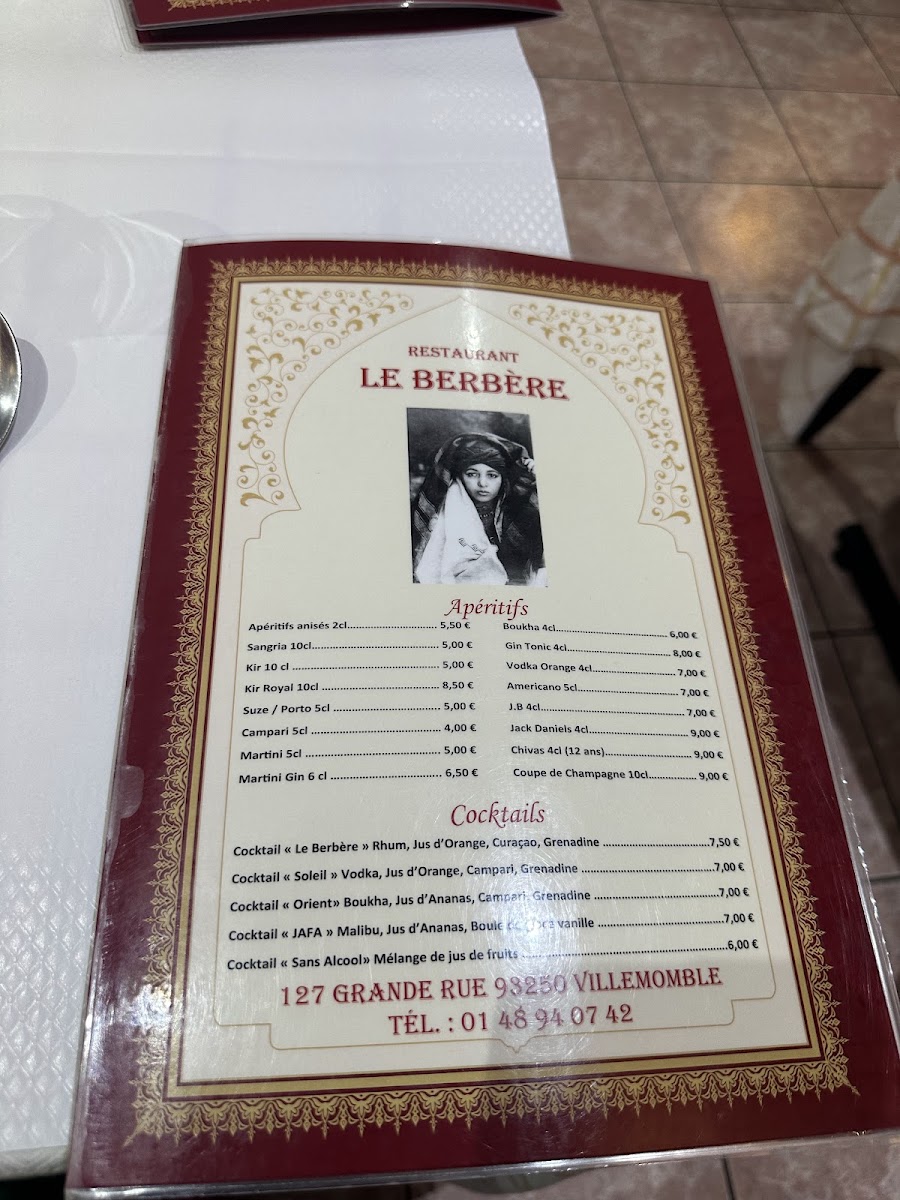 RESTAURANT
LE BERBÈRE
Apéritifs
Apéritifs anisés 2cl............................ 5,50 €
Sangria 10cl....................................... 5,00 €
Kir 10 cl ............................................. 5,00 €
Kir Royal 10cl .................................... 8,50 €
Suze / Porto 5cl ................................. 5,00 €
Campari 5cl ....................................... 4,00 €
Martini 5cl ......................................... 5,00 €
Martini Gin 6 cl .................................. 6,50 €
Boukha 4cl.................................... 6,00 €
Gin Tonic 4cl................................. 8,00 €
Vodka Orange 4cl.......................... 7,00 €
Americano 5cl............................... 7,00 €
J.B 4cl............................................ 7,00 €
Jack Daniels 4cl.............................. 9,00 €
Chivas 4cl (12 ans).......................... 9,00 €
Coupe de Champagne 10cl............... 9,00 €
Cocktails
Cocktail « Le Berbère » Rhum, Jus d’Orange, Curaçao, Grenadine .................................7,50 €
Cocktail « Soleil » Vodka, Jus d’Orange, Campari, Grenadine .........................................7,00 €
Cocktail « Orient» Boukha, Jus d’Ananas, Campari, Grenadine ......................................7,00 €
Cocktail « JAFA » Malibu, Jus d’Ananas, Boule vanille ......................................7,00 €
Cocktail « Sans Alcool» Mélange de jus de fruits .............................................................6,00 €
127 GRANDE RUE 93250 VILLEMOMBLE
TÉL. : 01 48 94 07 42